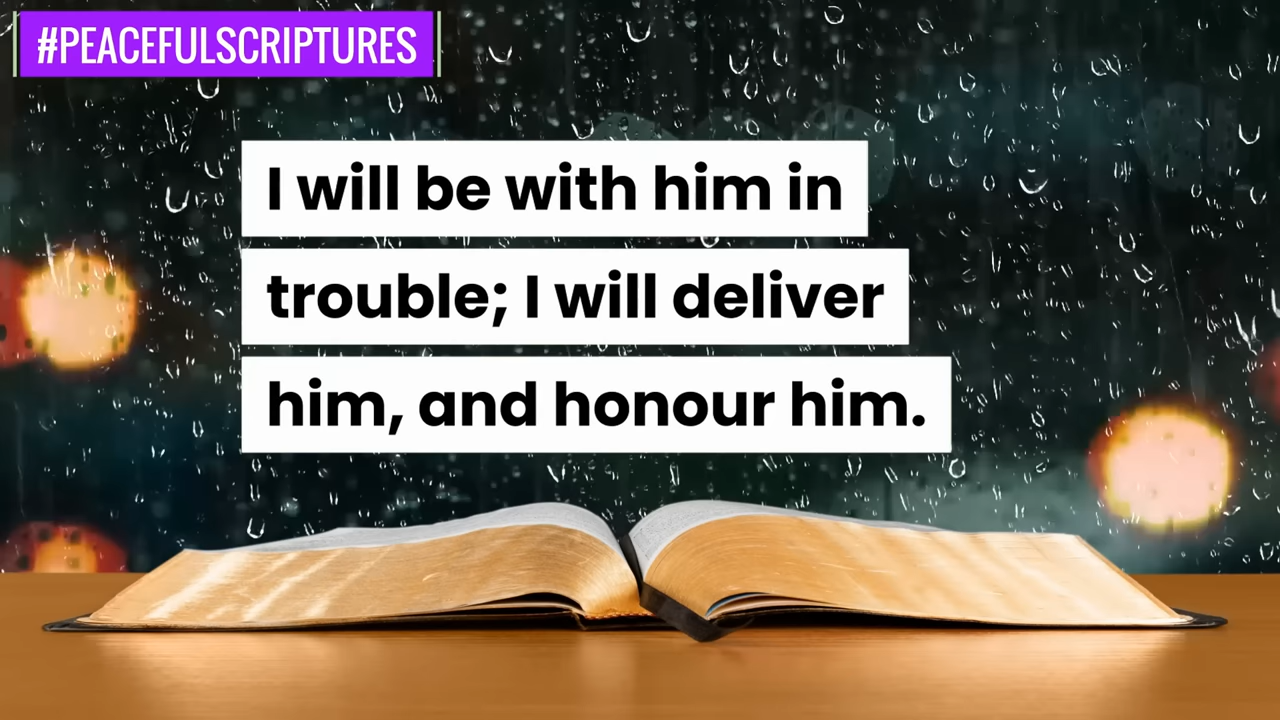 #PEACEFULSCRIPTURES
I will be with him in
trouble; I will deliver
him, and honour him.